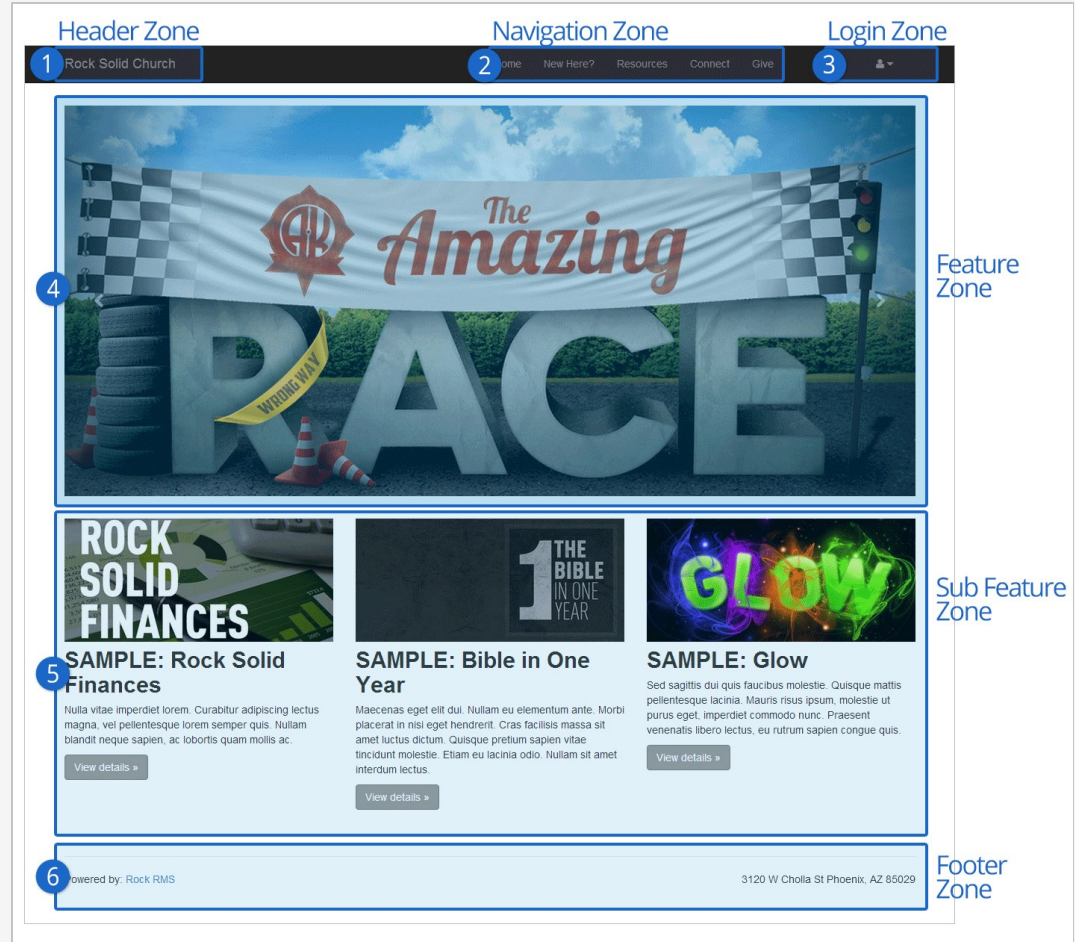 Header Zone
Navigation Zone
Login Zone
1
Rock Solid Church
2
ome
New Here?
Resources
Connect
Give
3
AK
The
Amazing
RACE
WRONG WAY
4
Feature
Zone
ROCK
SOLID
FINANCES
1 THE
BIBLE
IN ONE
YEAR
GLOW
Sub Feature
Zone
5
SAMPLE: Rock Solid
Finances
Nulla vitae imperdiet lorem. Curabitur adipiscing lectus
magna, vel pellentesque lorem semper quis. Nullam
blandit neque sapien, ac lobortis quam mollis ac.
View details »
SAMPLE: Bible in One
Year
Maecenas eget elit dui. Nullam eu elementum ante. Morbi
placerat in nisi eget hendrerit. Cras facilisis massa sit
amet luctus dictum. Quisque pretium sapien vitae
tincidunt molestie. Etiam eu lacinia odio. Nullam sit amet
interdum lectus.
View details »
SAMPLE: Glow
Sed sagittis dui quis faucibus molestie. Quisque mattis
pellentesque lacinia. Mauris risus ipsum, molestie ut
purus eget, imperdiet commodo nunc. Praesent
venenatis libero lectus, eu rutrum sapien congue quis.
View details »
6
owered by: Rock RMS
3120 W Cholla St Phoenix, AZ 85029
Footer
Zone